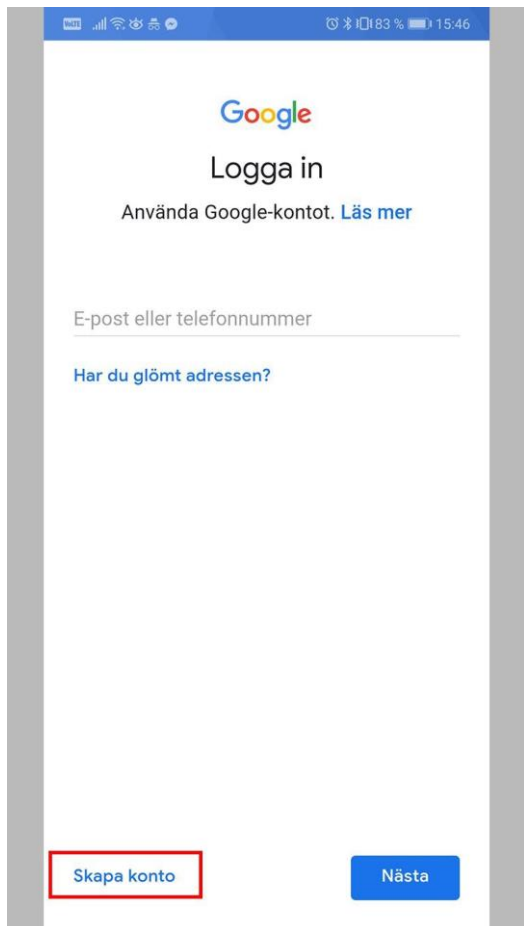 VoLTE 83 % 15:46
Google
Logga in
Använda Google-kontot. Läs mer
E-post eller telefonnummer
Har du glömt adressen?
Skapa konto
Nästa